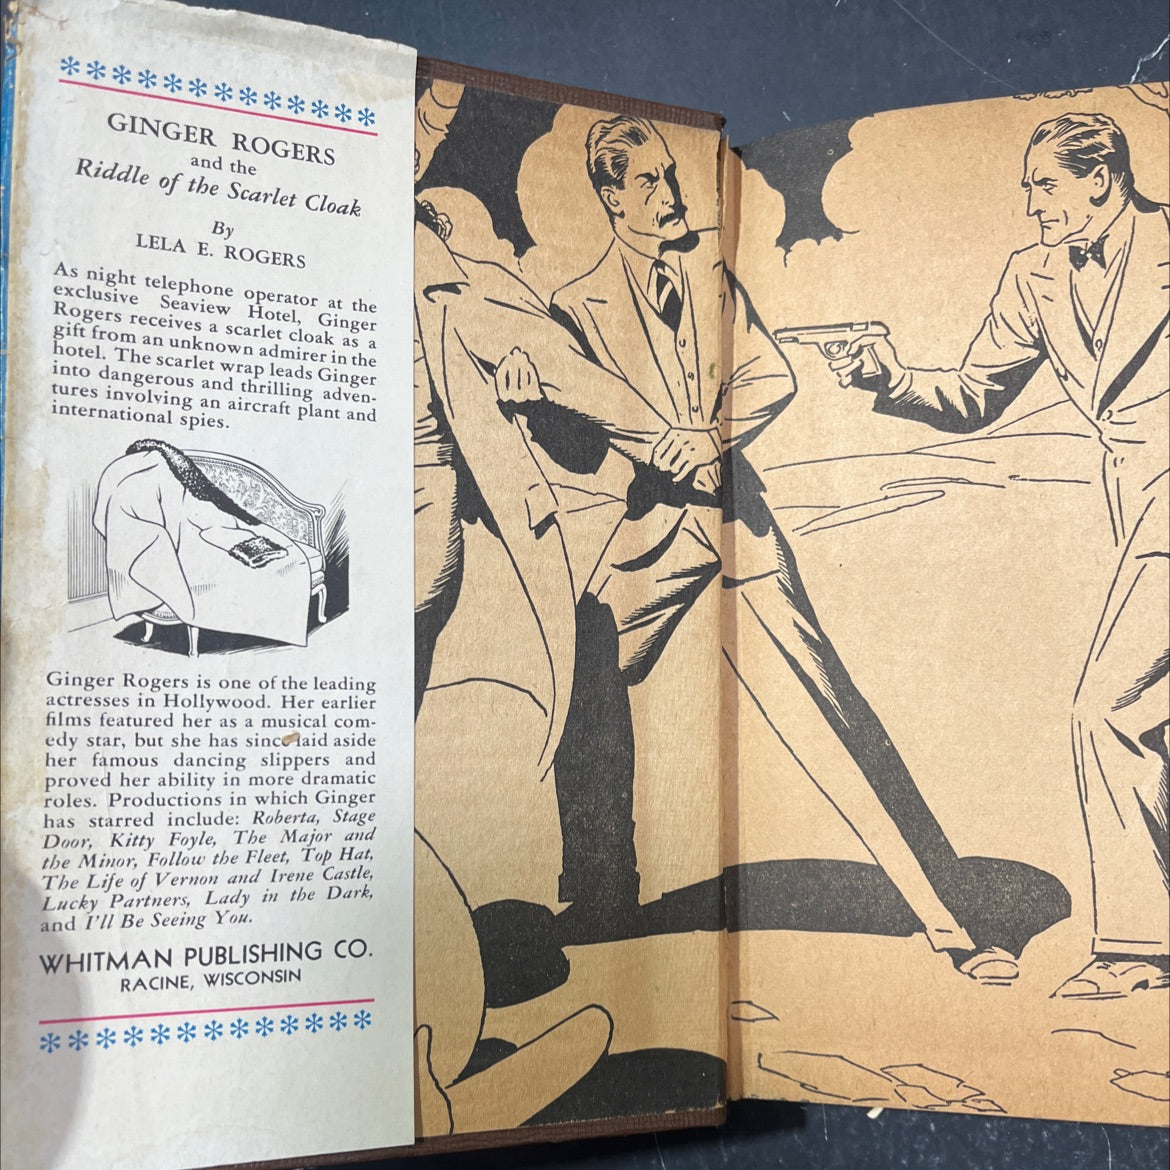 GINGER ROGERS
and the
Riddle of the Scarlet Cloak
By
LELA E. ROGERS
As night telephone operator at the
exclusive Seaview Hotel, Ginger
Rogers receives a scarlet cloak as a
gift from an unknown admirer in the
hotel. The scarlet wrap leads Ginger
into dangerous and thrilling adven-
tures involving an aircraft plant and
international spies.
Ginger Rogers is one of the leading
actresses in Hollywood. Her earlier
films featured her as a musical com-
edy star, but she has since laid aside
her famous dancing slippers and
proved her ability in more dramatic
roles. Productions in which Ginger
has starred include: Roberta, Stage
Door, Kitty Foyle, The Major and
the Minor, Follow the Fleet, Top Hat,
The Life of Vernon and Irene Castle,
Lucky Partners, Lady in the Dark,
and I'll Be Seeing You.
WHITMAN PUBLISHING CO.
RACINE, WISCONSIN